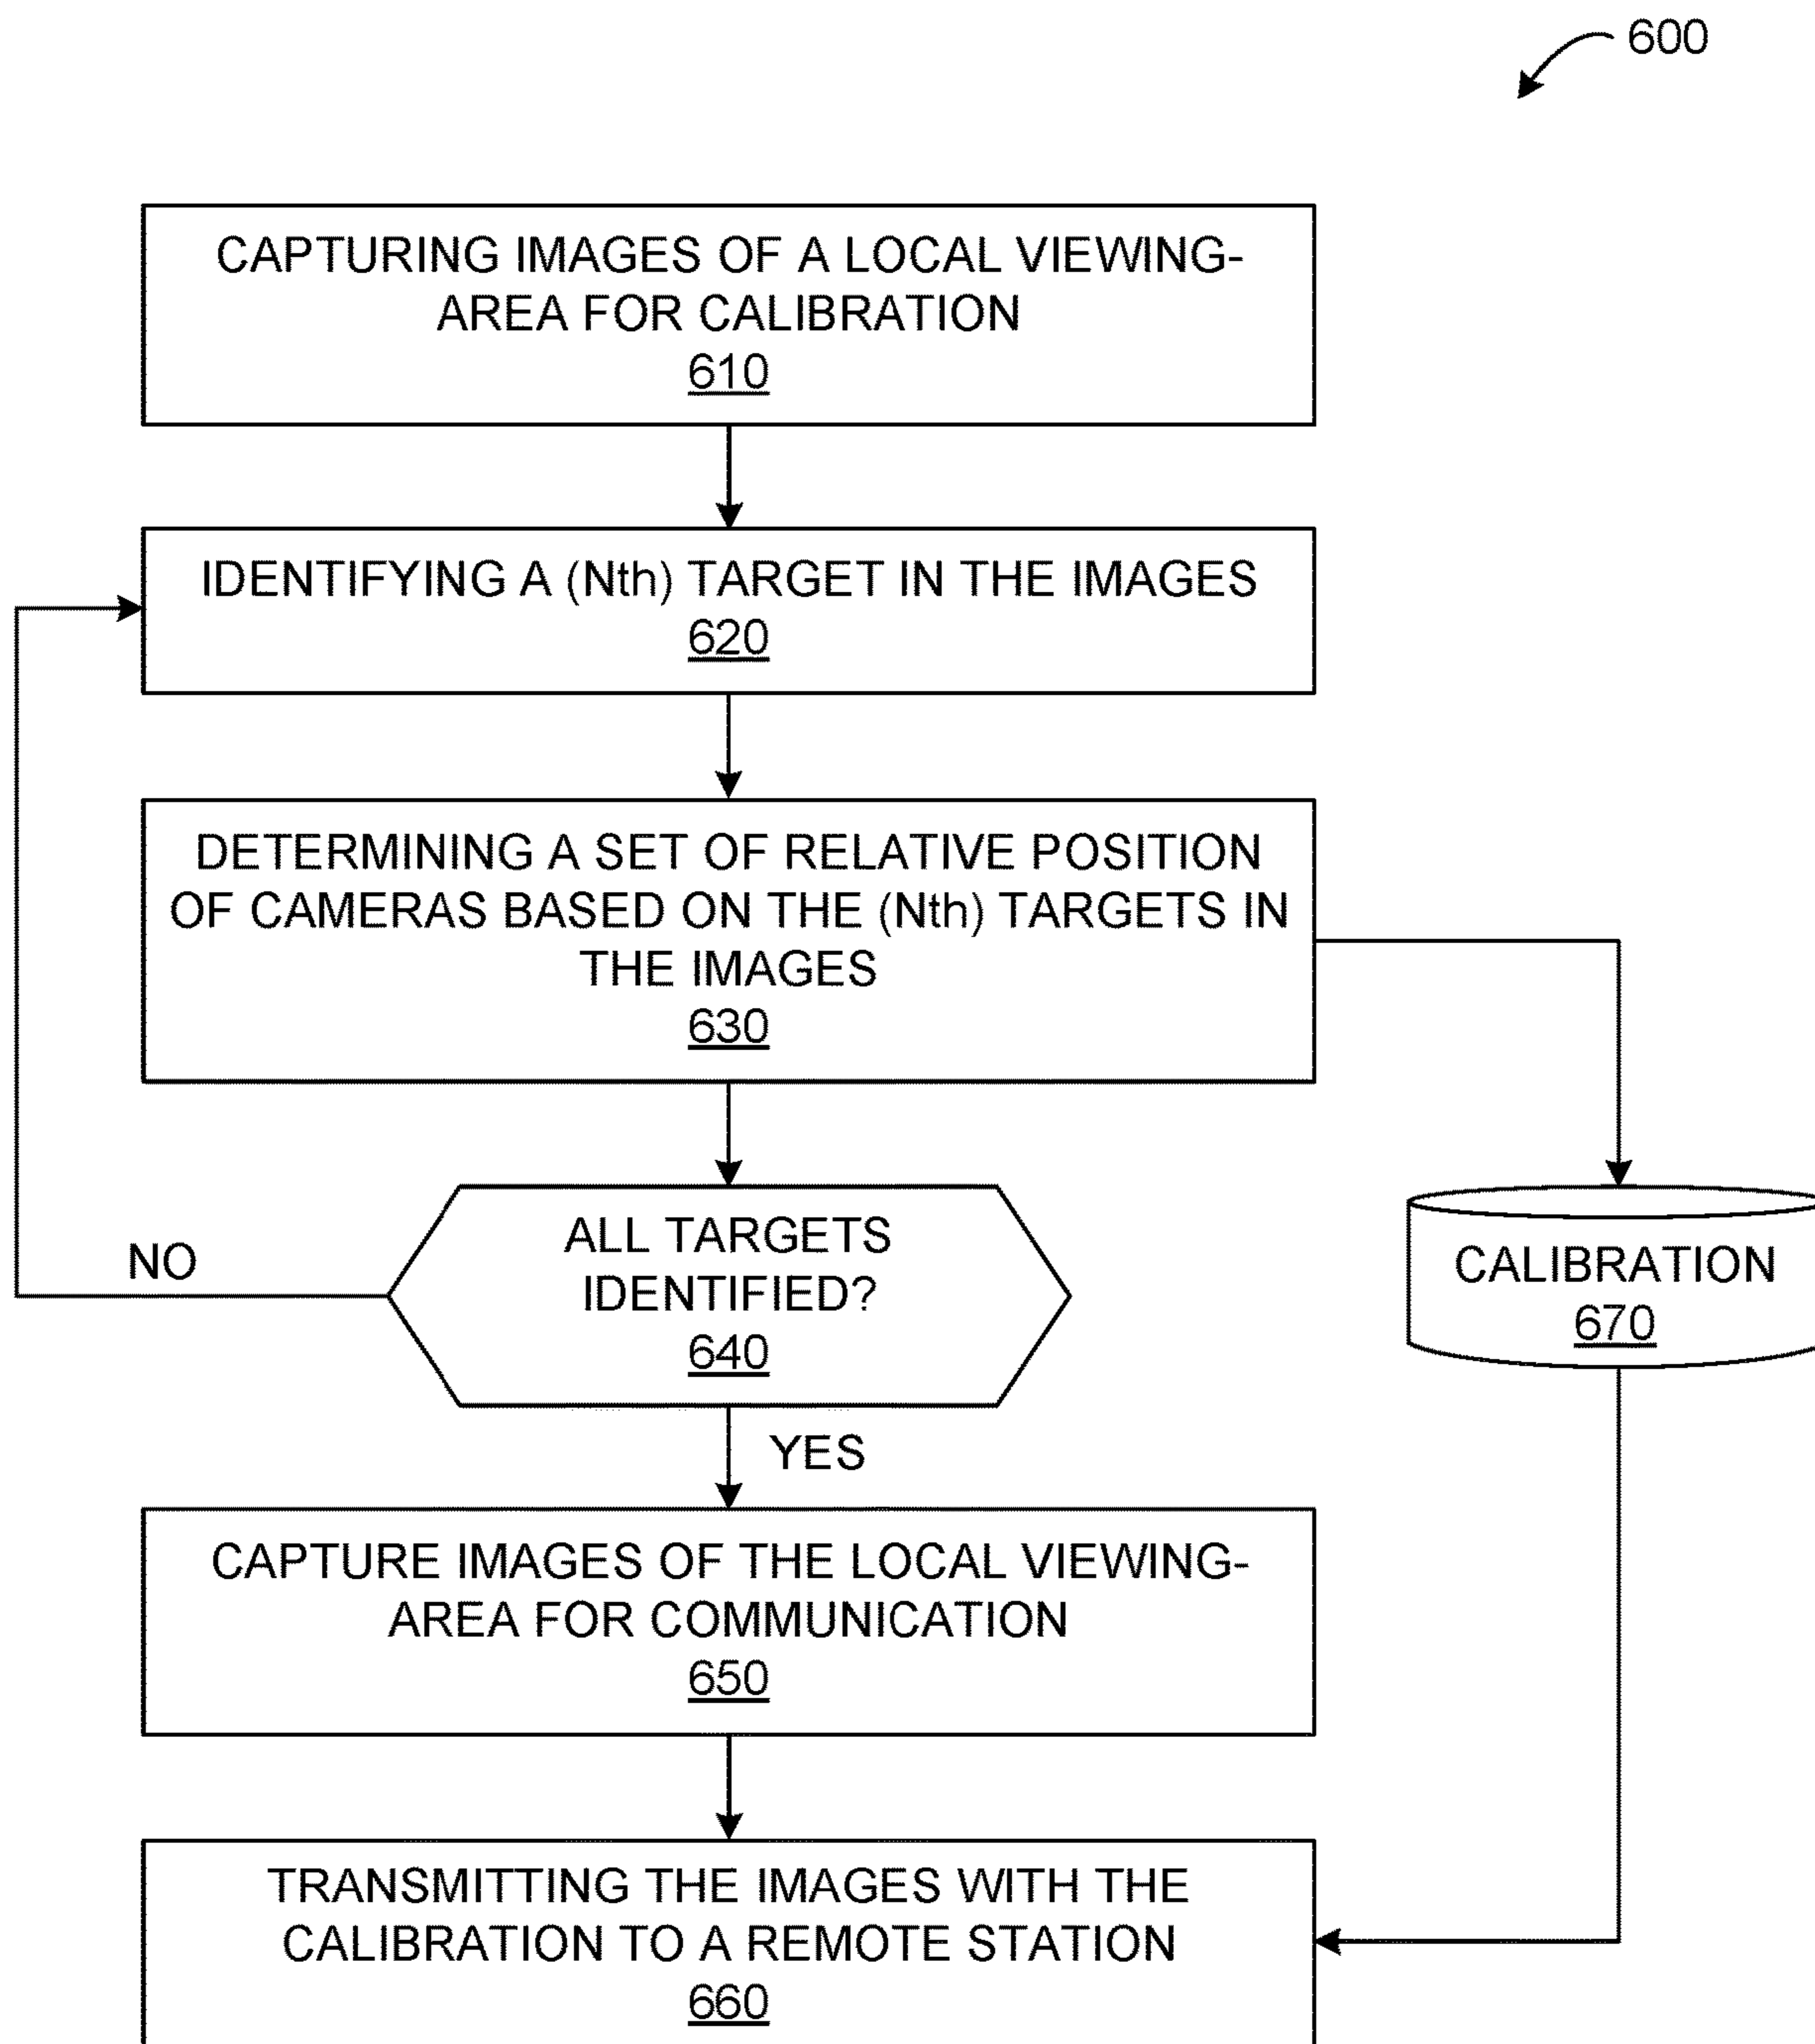 600
CAPTURING IMAGES OF A LOCAL VIEWING-
AREA FOR CALIBRATION
610
IDENTIFYING A (Nth) TARGET IN THE IMAGES
620
DETERMINING A SET OF RELATIVE POSITION
OF CAMERAS BASED ON THE (Nth) TARGETS IN
THE IMAGES
630
ALL TARGETS
IDENTIFIED?
640
NO
YES
CALIBRATION
670
CAPTURE IMAGES OF THE LOCAL VIEWING-
AREA FOR COMMUNICATION
650
TRANSMITTING THE IMAGES WITH THE
CALIBRATION TO A REMOTE STATION
660